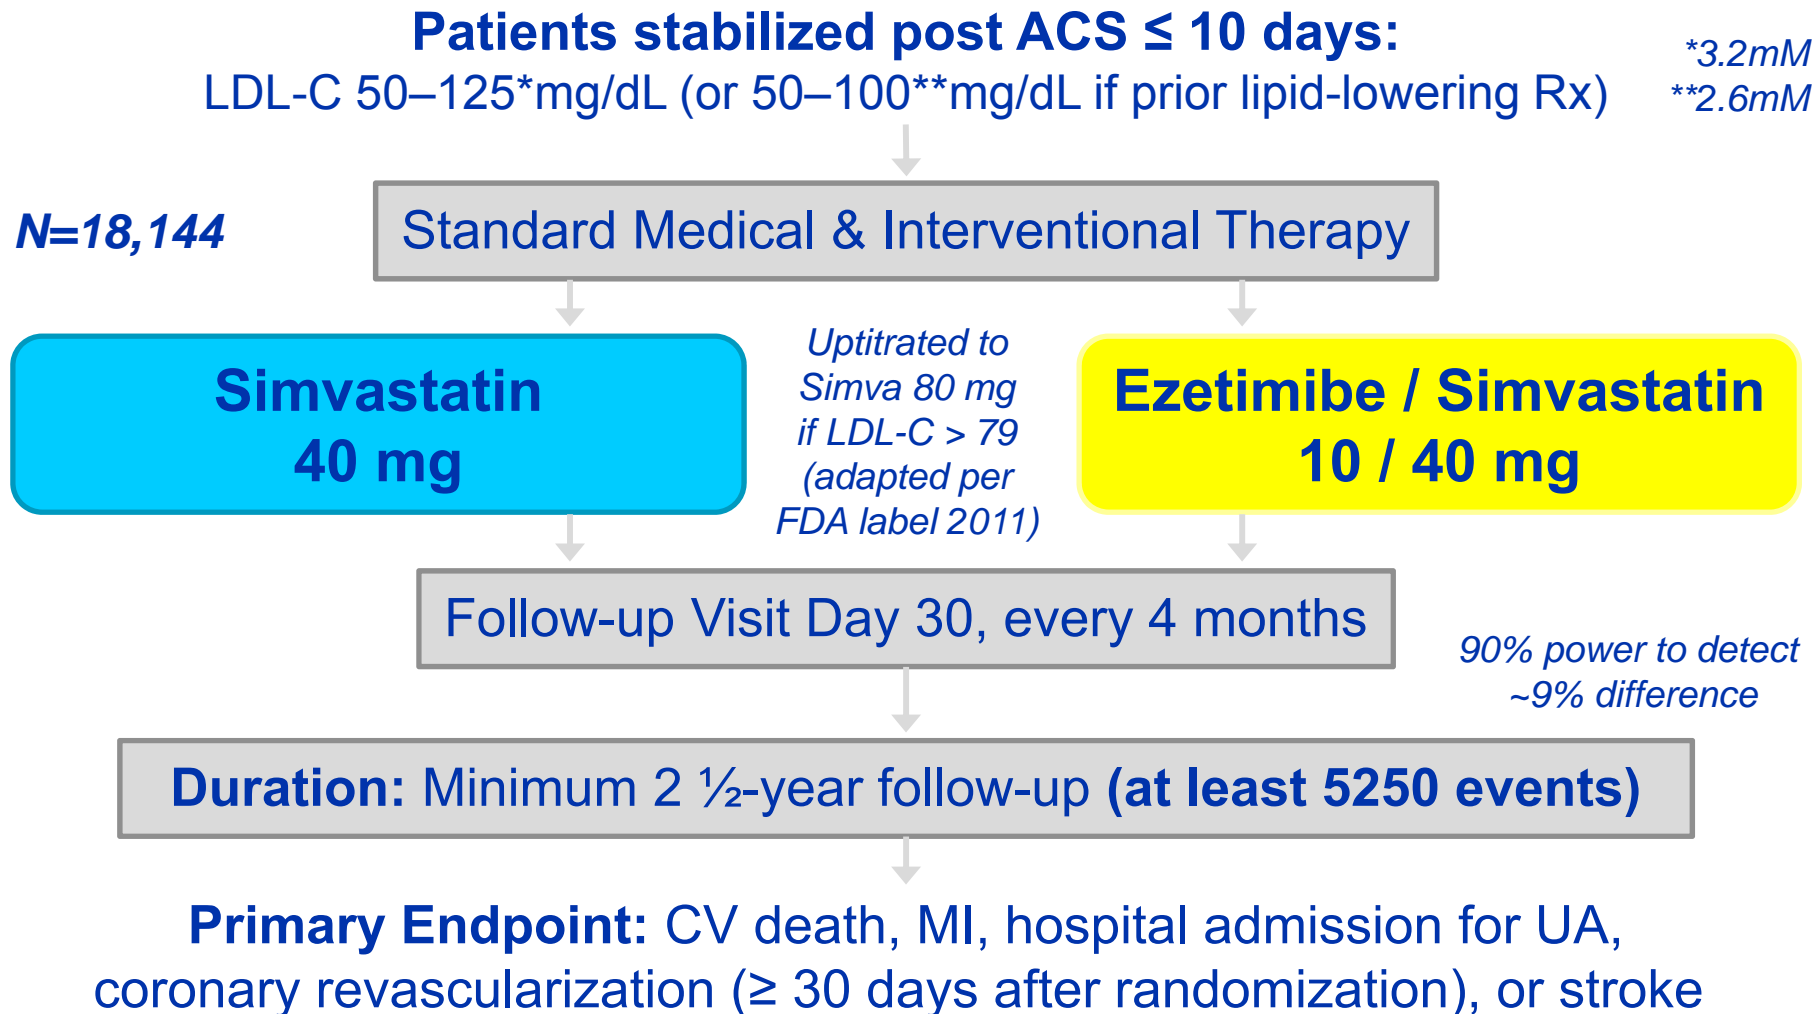 Patients stabilized post ACS ≤ 10 days:
LDL-C 50–125*mg/dL (or 50–100**mg/dL if prior lipid-lowering Rx)
*3.2mM
**2.6mM
N=18,144
Standard Medical & Interventional Therapy
Simvastatin
40 mg
Uptitrated to
Simva 80 mg
if LDL-C > 79
(adapted per
FDA label 2011)
Ezetimibe / Simvastatin
10 / 40 mg
Follow-up Visit Day 30, every 4 months
90% power to detect
~9% difference
Duration: Minimum 2 ½-year follow-up (at least 5250 events)
Primary Endpoint: CV death, MI, hospital admission for UA,
coronary revascularization (≥ 30 days after randomization), or stroke